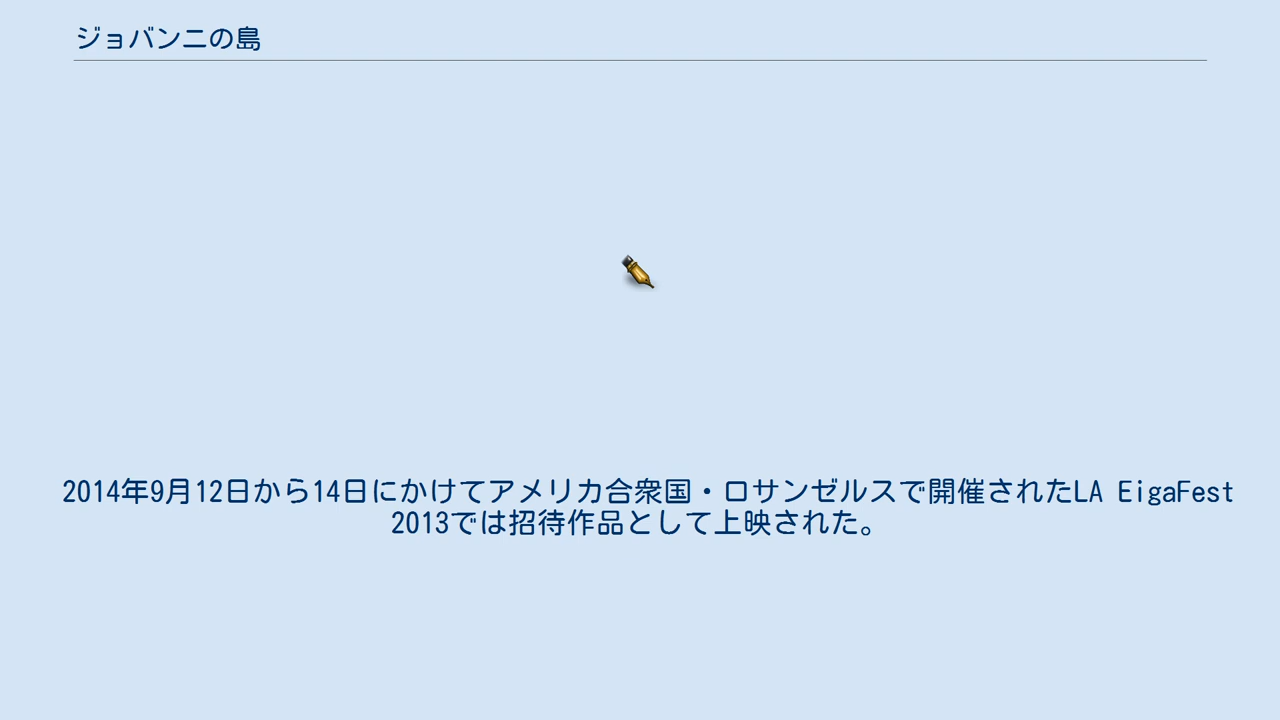 ジョバンニの島
2014年9月12日から14日にかけてアメリカ合衆国・ロサンゼルスで開催されたLA EigaFest
2013では招待作品として上映された。